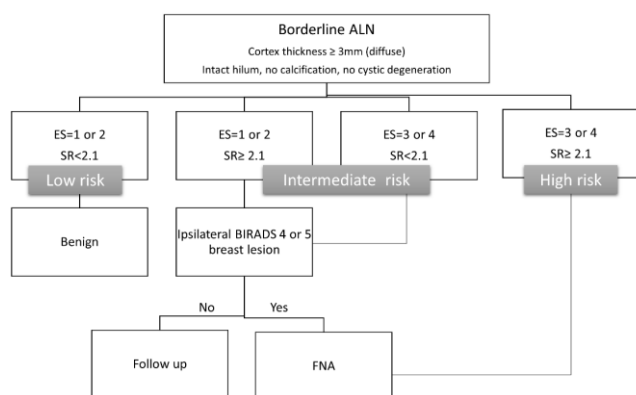 Borderline ALN
Cortex thickness ≥ 3mm (diffuse)
Intact hilum, no calcification, no cystic degeneration
ES=1 or 2
SR<2.1
ES=1 or 2
SR≥ 2.1
ES=3 or 4
SR<2.1
ES=3 or 4
SR≥ 2.1
Low risk
Intermediate risk
High risk
Benign
Ipsilateral BIRADS 4 or 5
breast lesion
No
Yes
Follow up
FNA